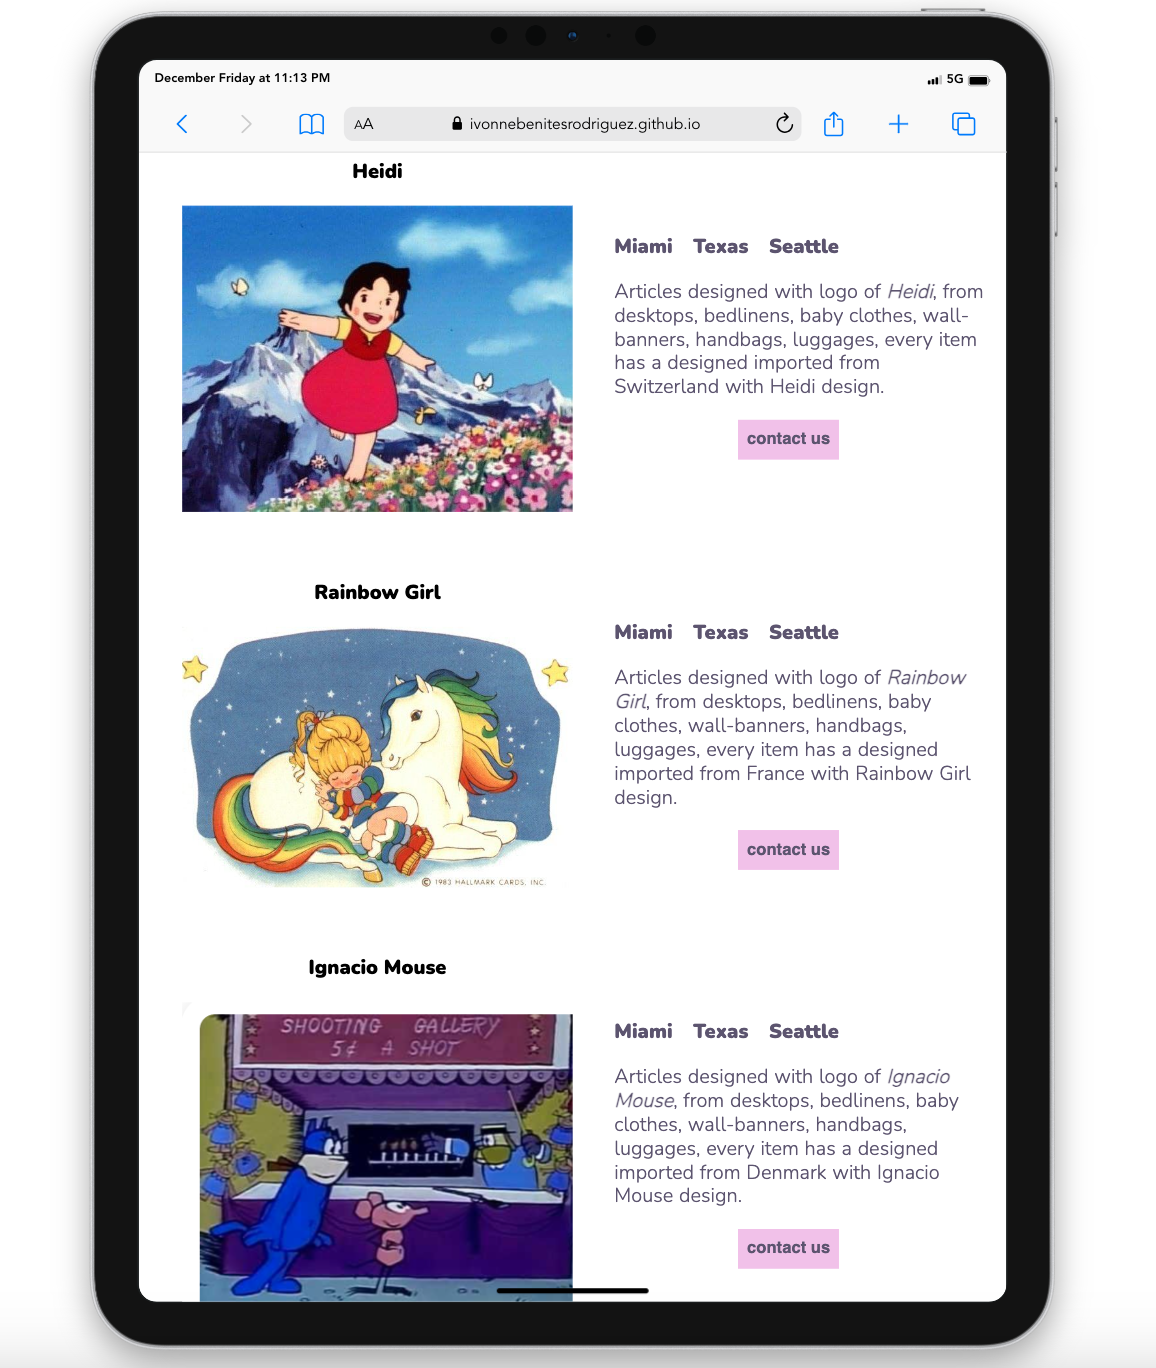 December Friday at 11:13 PM
5G
AA
ivonnebenitesrodriguez.github.io
Heidi
Miami Texas Seattle
Articles designed with logo of Heidi, from
desktops, bedlinens, baby clothes, wall-
banners, handbags, luggages, every item
has a designed imported from
Switzerland with Heidi design.
contact us
Rainbow Girl
Miami Texas Seattle
Articles designed with logo of Rainbow
Girl, from desktops, bedlinens, baby
clothes, wall-banners, handbags,
luggages, every item has a designed
imported from France with Rainbow Girl
design.
contact us
© 1983 HALLMARK CARDS, INC.
Ignacio Mouse
SHOOTING GALLERY
5¢ A SHOT
Miami Texas Seattle
Articles designed with logo of Ignacio
Mouse, from desktops, bedlinens, baby
clothes, wall-banners, handbags,
luggages, every item has a designed
imported from Denmark with Ignacio
Mouse design.
contact us